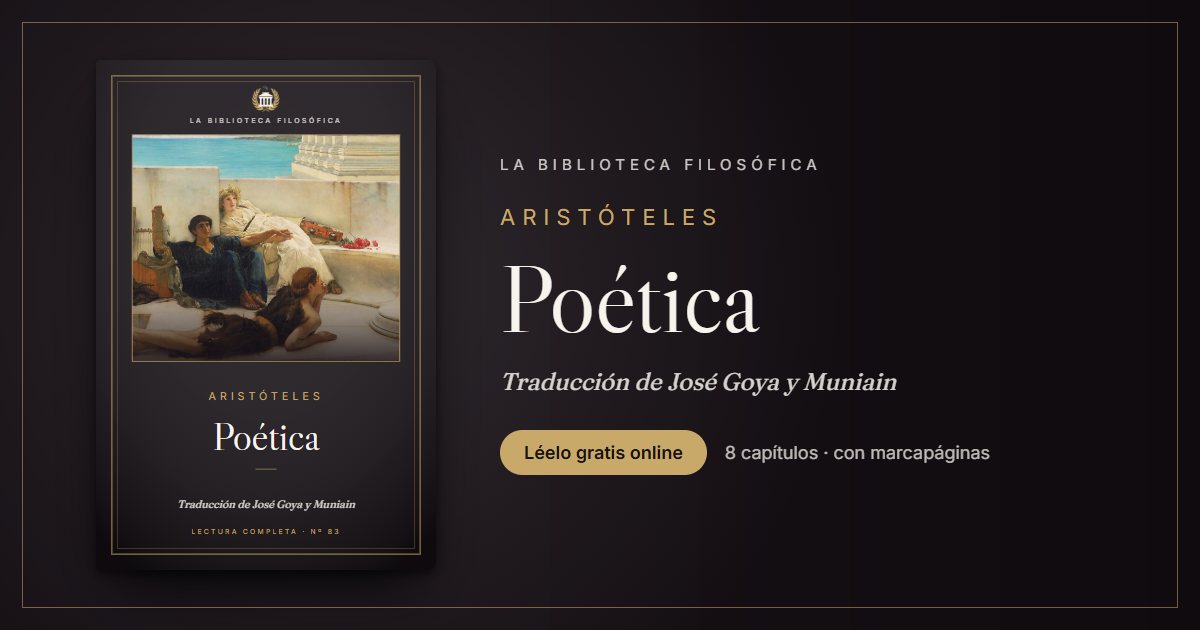 LA BIBLIOTECA FILOSÓFICA
ARISTÓTELES
Poética
Traducción de José Goya y Muniain
LECTURA COMPLETA · Nº 83
LA BIBLIOTECA FILOSÓFICA
ARISTÓTELES
Poética
Traducción de José Goya y Muniain
Léelo gratis online
8 capítulos · con marcapáginas